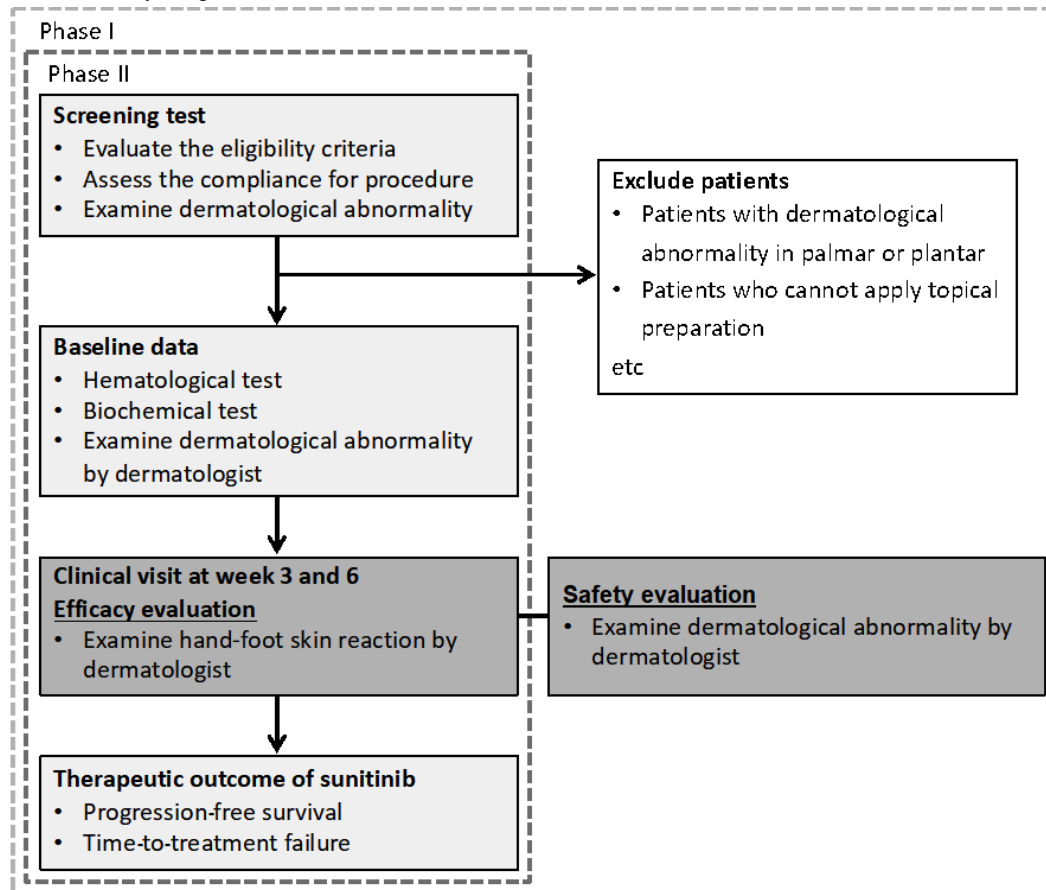 Phase I
Phase II
Screening test
• Evaluate the eligibility criteria
• Assess the compliance for procedure
• Examine dermatological abnormality
Exclude patients
• Patients with dermatological
abnormality in palmar or plantar
• Patients who cannot apply topical
preparation
etc
Baseline data
• Hematological test
• Biochemical test
• Examine dermatological abnormality
by dermatologist
Clinical visit at week 3 and 6
Efficacy evaluation
• Examine hand-foot skin reaction by
dermatologist
Safety evaluation
• Examine dermatological abnormality by
dermatologist
Therapeutic outcome of sunitinib
• Progression-free survival
• Time-to-treatment failure